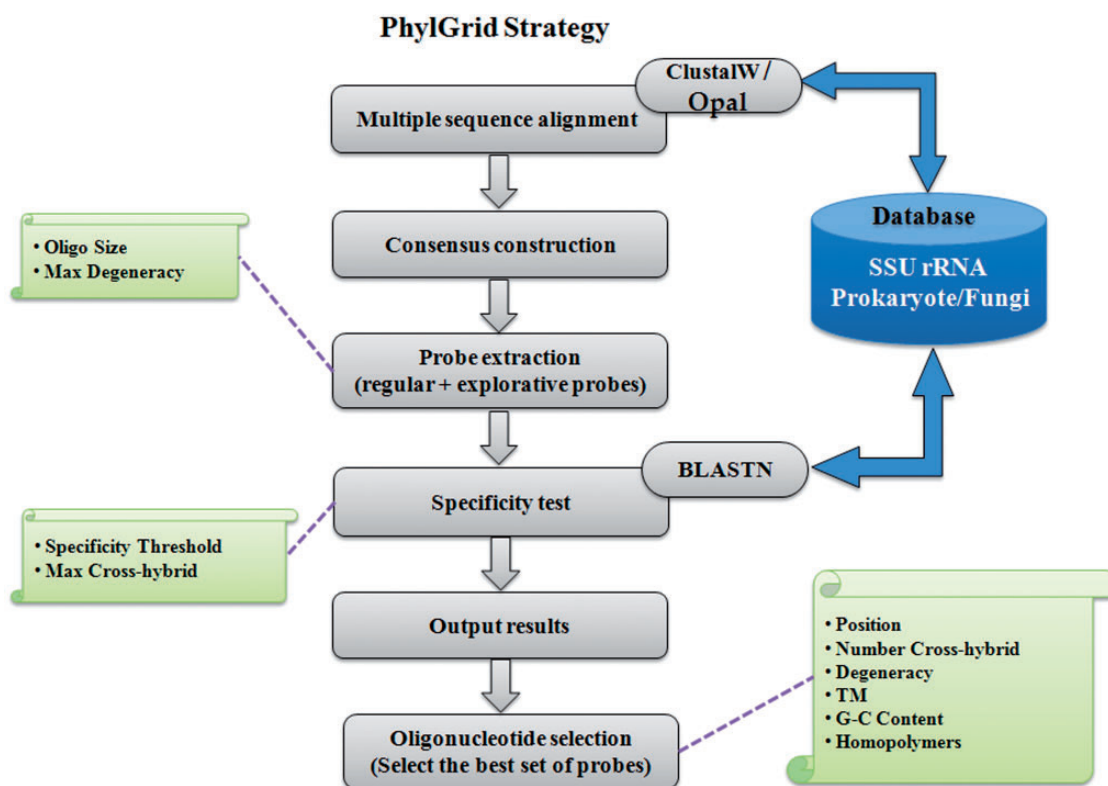 PhylGrid Strategy
ClustalW/
Opal
Multiple sequence alignment
Database
SSU rRNA
Prokaryote/Fungi
Consensus construction
• Oligo Size
• Max Degeneracy
Probe extraction
(regular + explorative probes)
BLASTN
Specificity test
• Specificity Threshold
• Max Cross-hybrid
Output results
• Position
• Number Cross-hybrid
• Degeneracy
• TM
• G-C Content
• Homopolymers
Oligonucleotide selection
(Select the best set of probes)